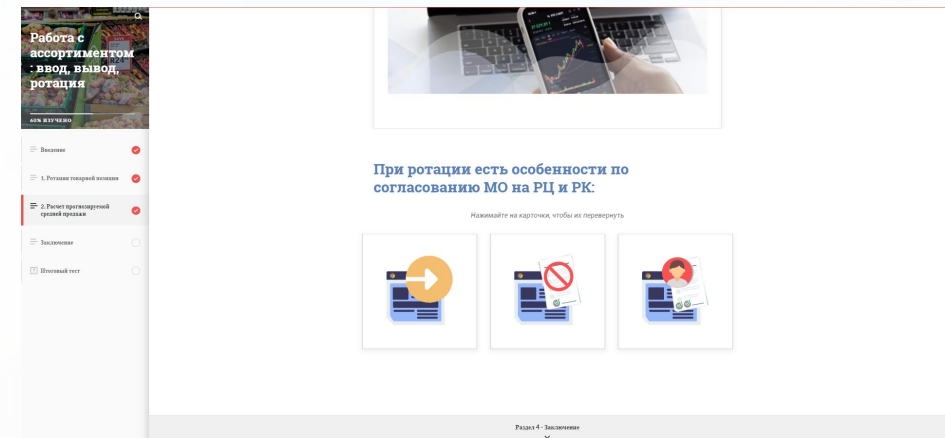 Работа с
ассортиментом
: ввод, вывод,
ротация
60% ИЗУЧЕНО
Введение
1. Ротация товарной позиции
2. Расчет прогнозируемой
средней продажи
Заключение
Итоговый тест
При ротации есть особенности по
согласованию МО на РЦ и РК:
Нажимайте на карточки, чтобы их перевернуть
Раздел 4 - Заключение